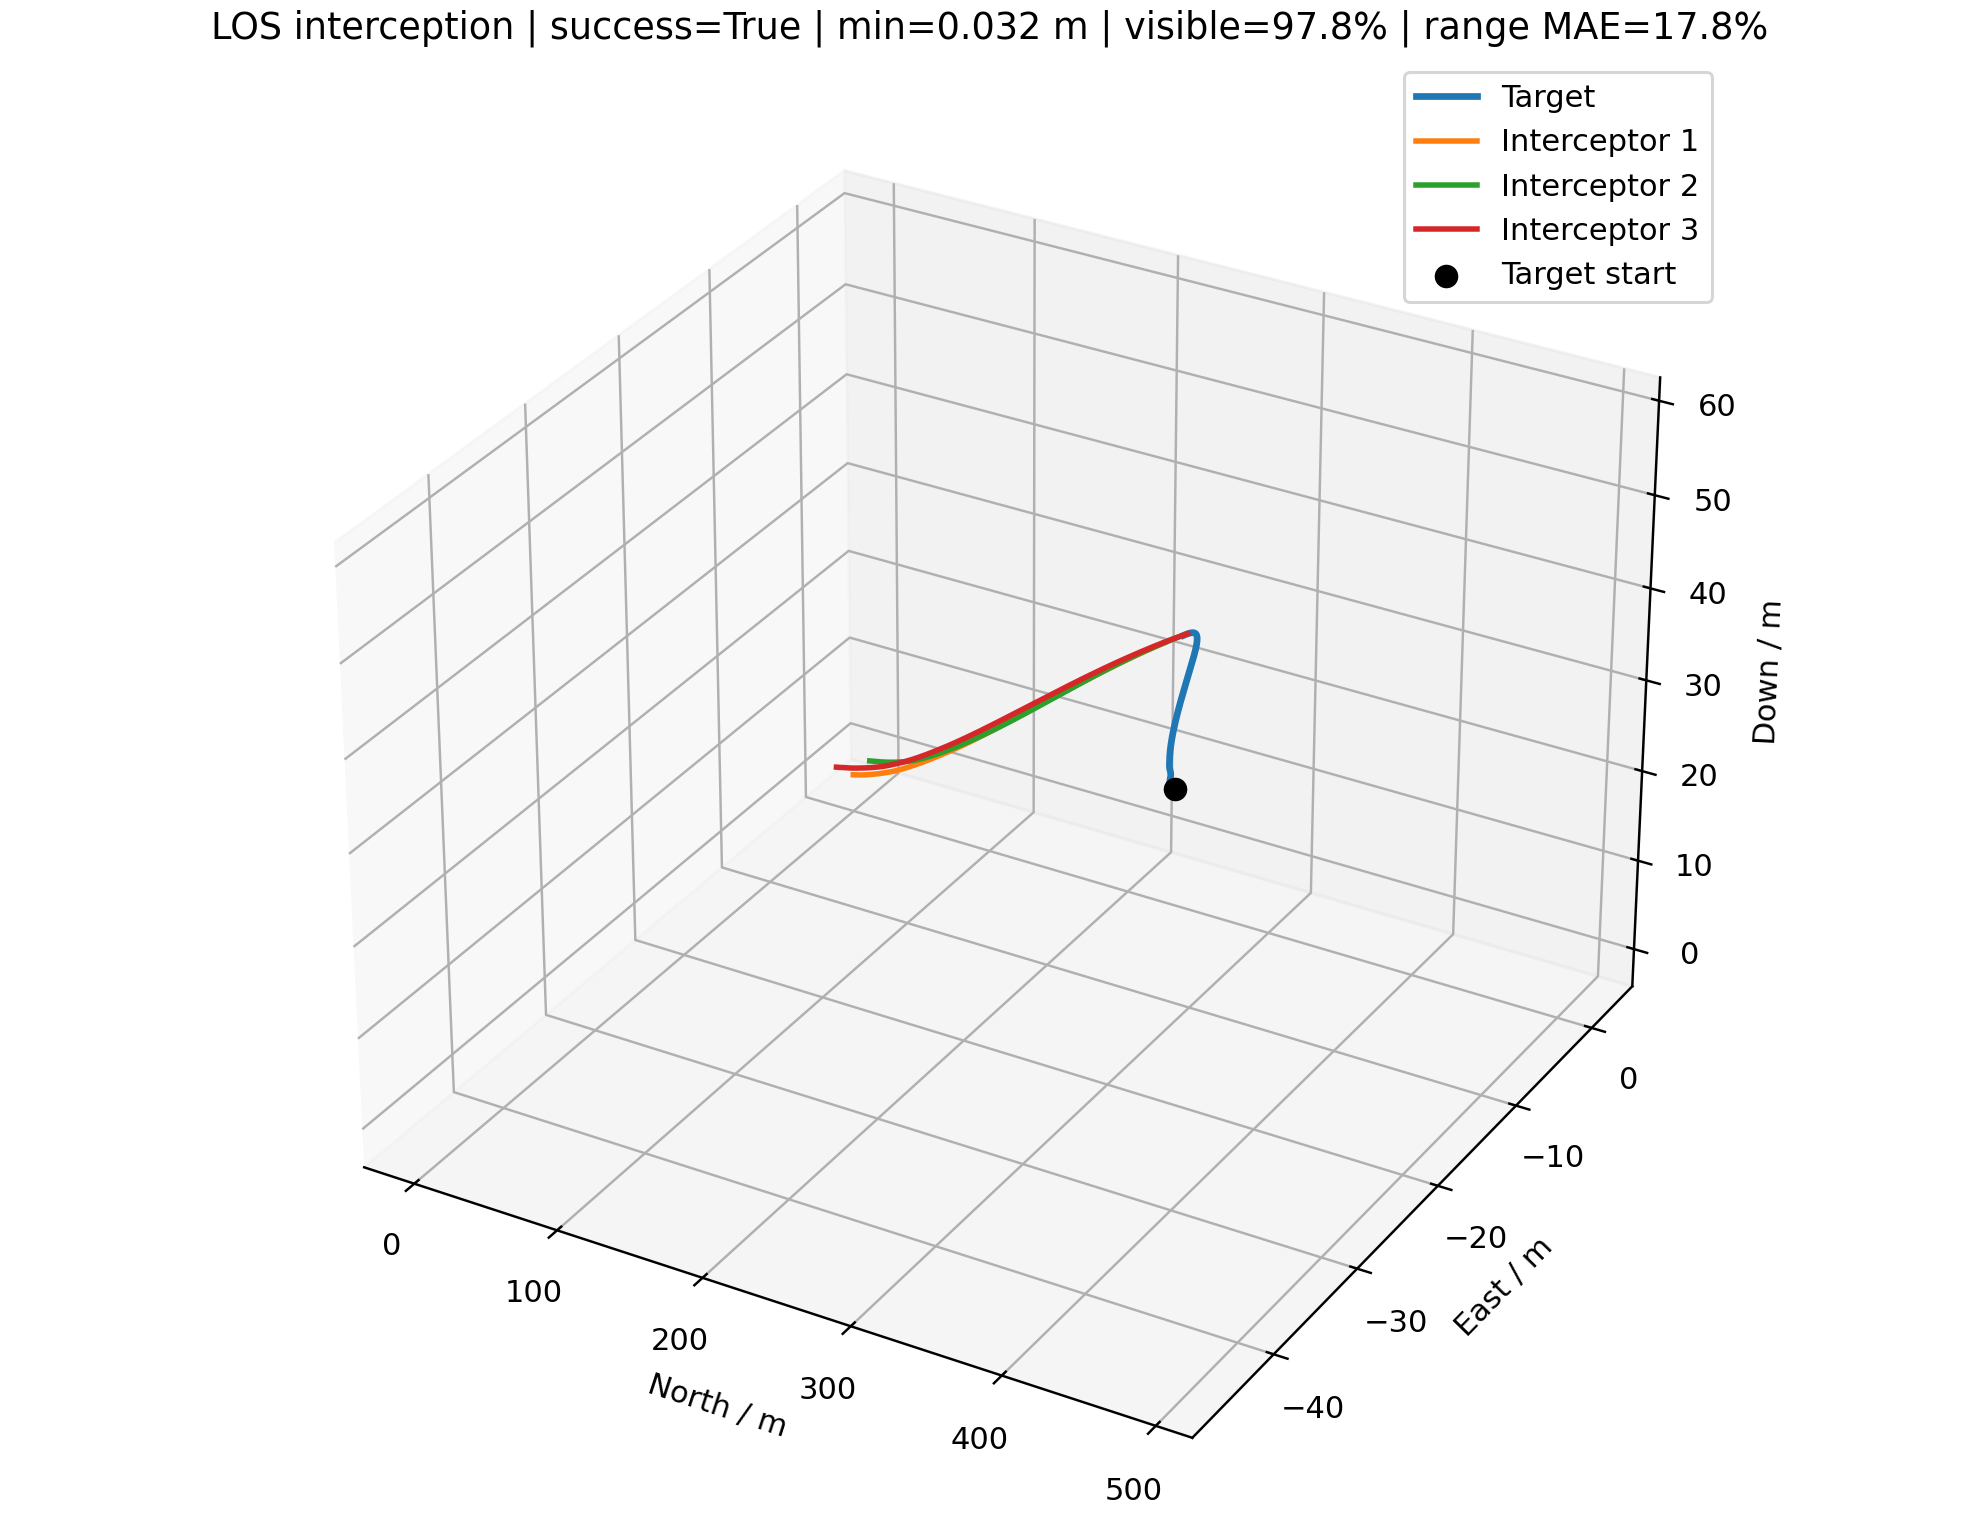 LOS interception | success=True | min=0.032 m | visible=97.8% | range MAE=17.8%
Target
Interceptor 1
Interceptor 2
Interceptor 3
Target start
60
50
40
30
20
10
0
Down / m
0
−10
−20
−30
−40
East / m
0
100
200
300
400
500
North / m